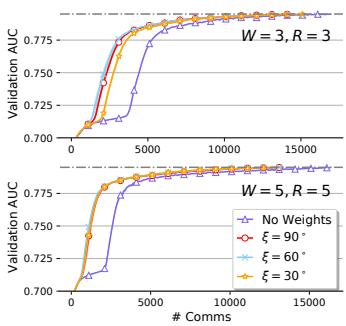 Validation AUC
0.775
0.750
0.725
0.700
W = 3, R = 3
0
5000
10000
15000
Validation AUC
0.775
0.750
0.725
0.700
W = 5, R = 5
No Weights
ξ = 90°
ξ = 60°
ξ = 30°
0
5000
10000
15000
# Comms